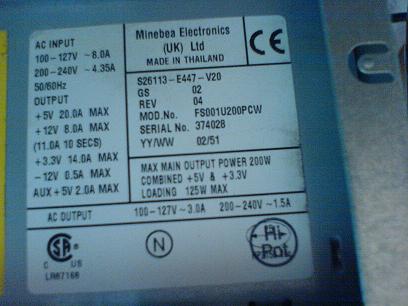 AC INPUT
100-127V ~ 8.0A
200-240V ~ 4.35A
50/60Hz
OUTPUT
+5V 20.0A MAX
+12V 8.0A MAX
(11.0A 10 SECS)
+3.3V 14.0A MAX
-12V 0.5A MAX
AUX +5V 2.0A MAX
Minebea Electronics
(UK) Ltd
MADE IN THAILAND
CE
S26113-E447-V20
GS 02
REV 04
MOD.No. FS001U200PCW
SERIAL No. 374028
YY/WW 02/51
MAX MAIN OUTPUT POWER 200W
COMBINED +5V & +3.3V
LOADING 125W MAX
AC OUTPUT 100-127V~3.0A 200-240V~1.5A
SA
C US
LR87168
N
Hi
Pot